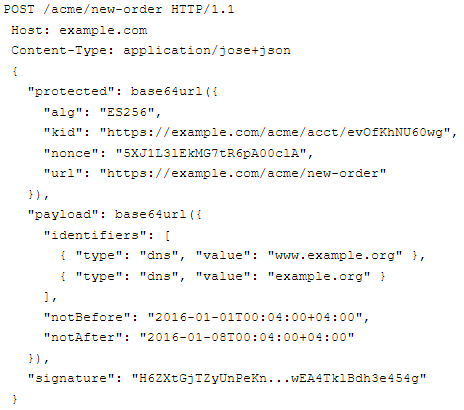 POST /acme/new-order HTTP/1.1
Host: example.com
Content-Type: application/jose+json
{
"protected": base64url({
"alg": "ES256",
"kid": "https://example.com/acme/acct/evOfKhNU60wg",
"nonce": "5XJ1L3lEkMG7tR6pA00clA",
"url": "https://example.com/acme/new-order"
}),
"payload": base64url({
"identifiers": [
{ "type": "dns", "value": "www.example.org" },
{ "type": "dns", "value": "example.org" }
],
"notBefore": "2016-01-01T00:04:00+04:00",
"notAfter": "2016-01-08T00:04:00+04:00"
}),
"signature": "H6ZXtGjTZyUnPeKn...wEA4TklBdh3e454g"
}